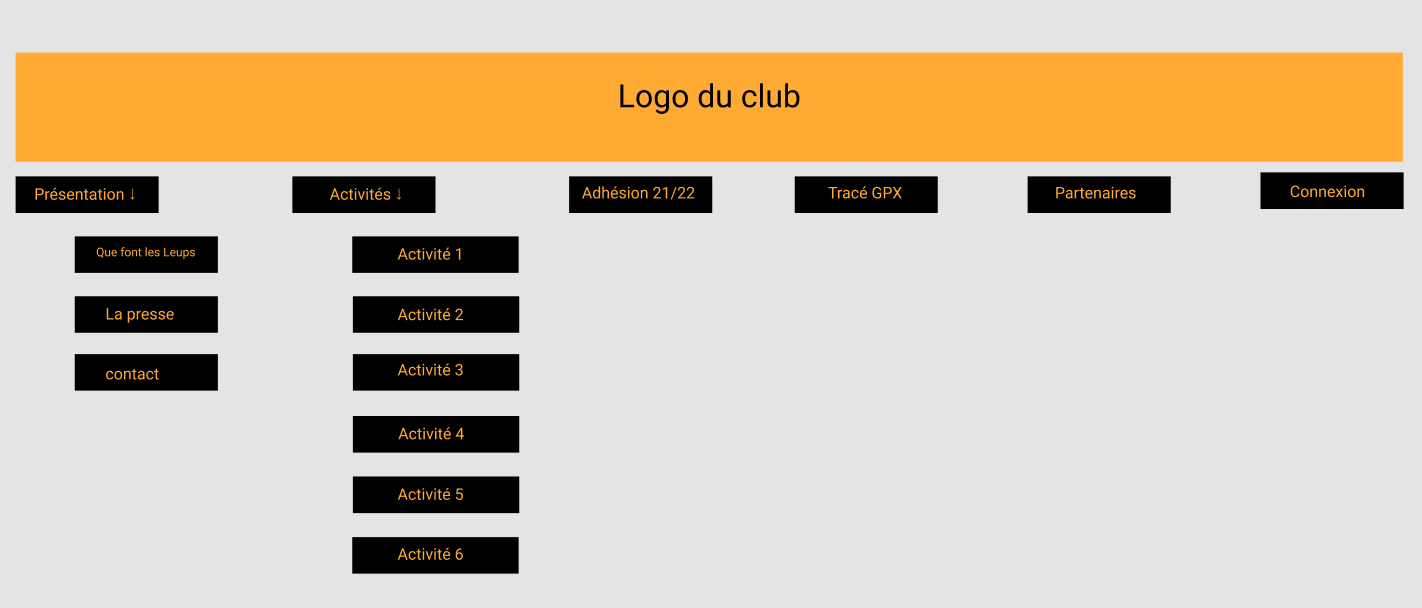 Logo du club
Présentation ↓
Activités ↓
Adhésion 21/22
Tracé GPX
Partenaires
Connexion
Que font les Leups
La presse
contact
Activité 1
Activité 2
Activité 3
Activité 4
Activité 5
Activité 6